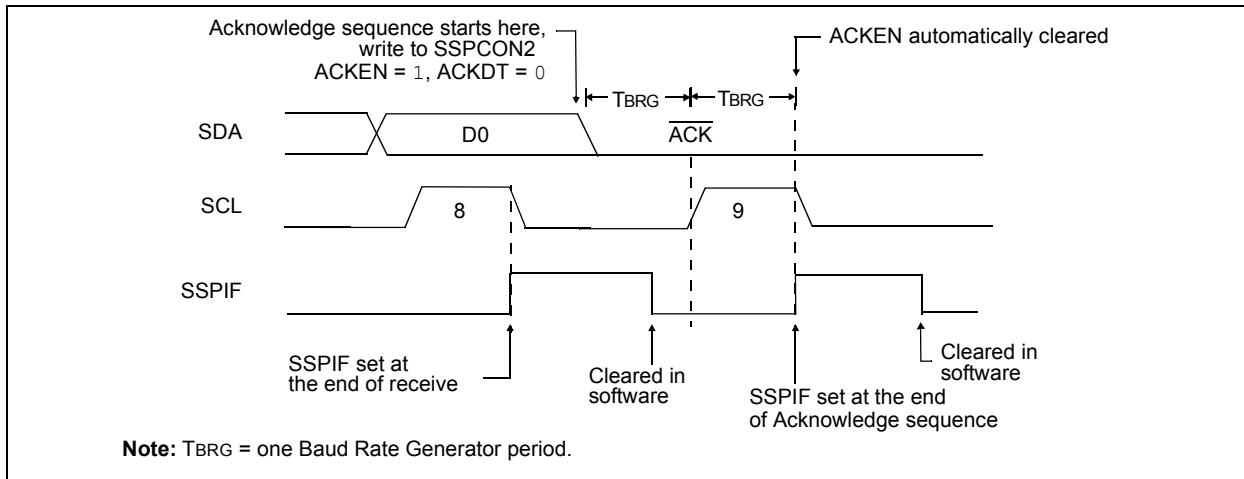 Acknowledge sequence starts here,
write to SSPCON2
ACKEN = 1, ACKDT = 0
ACKEN automatically cleared
TBRG
TBRG
SDA
D0
ACK
SCL
8
9
SSPIF
SSPIF set at
the end of receive
Cleared in
software
SSPIF set at the end
of Acknowledge sequence
Cleared in
software
Note: TBRG = one Baud Rate Generator period.